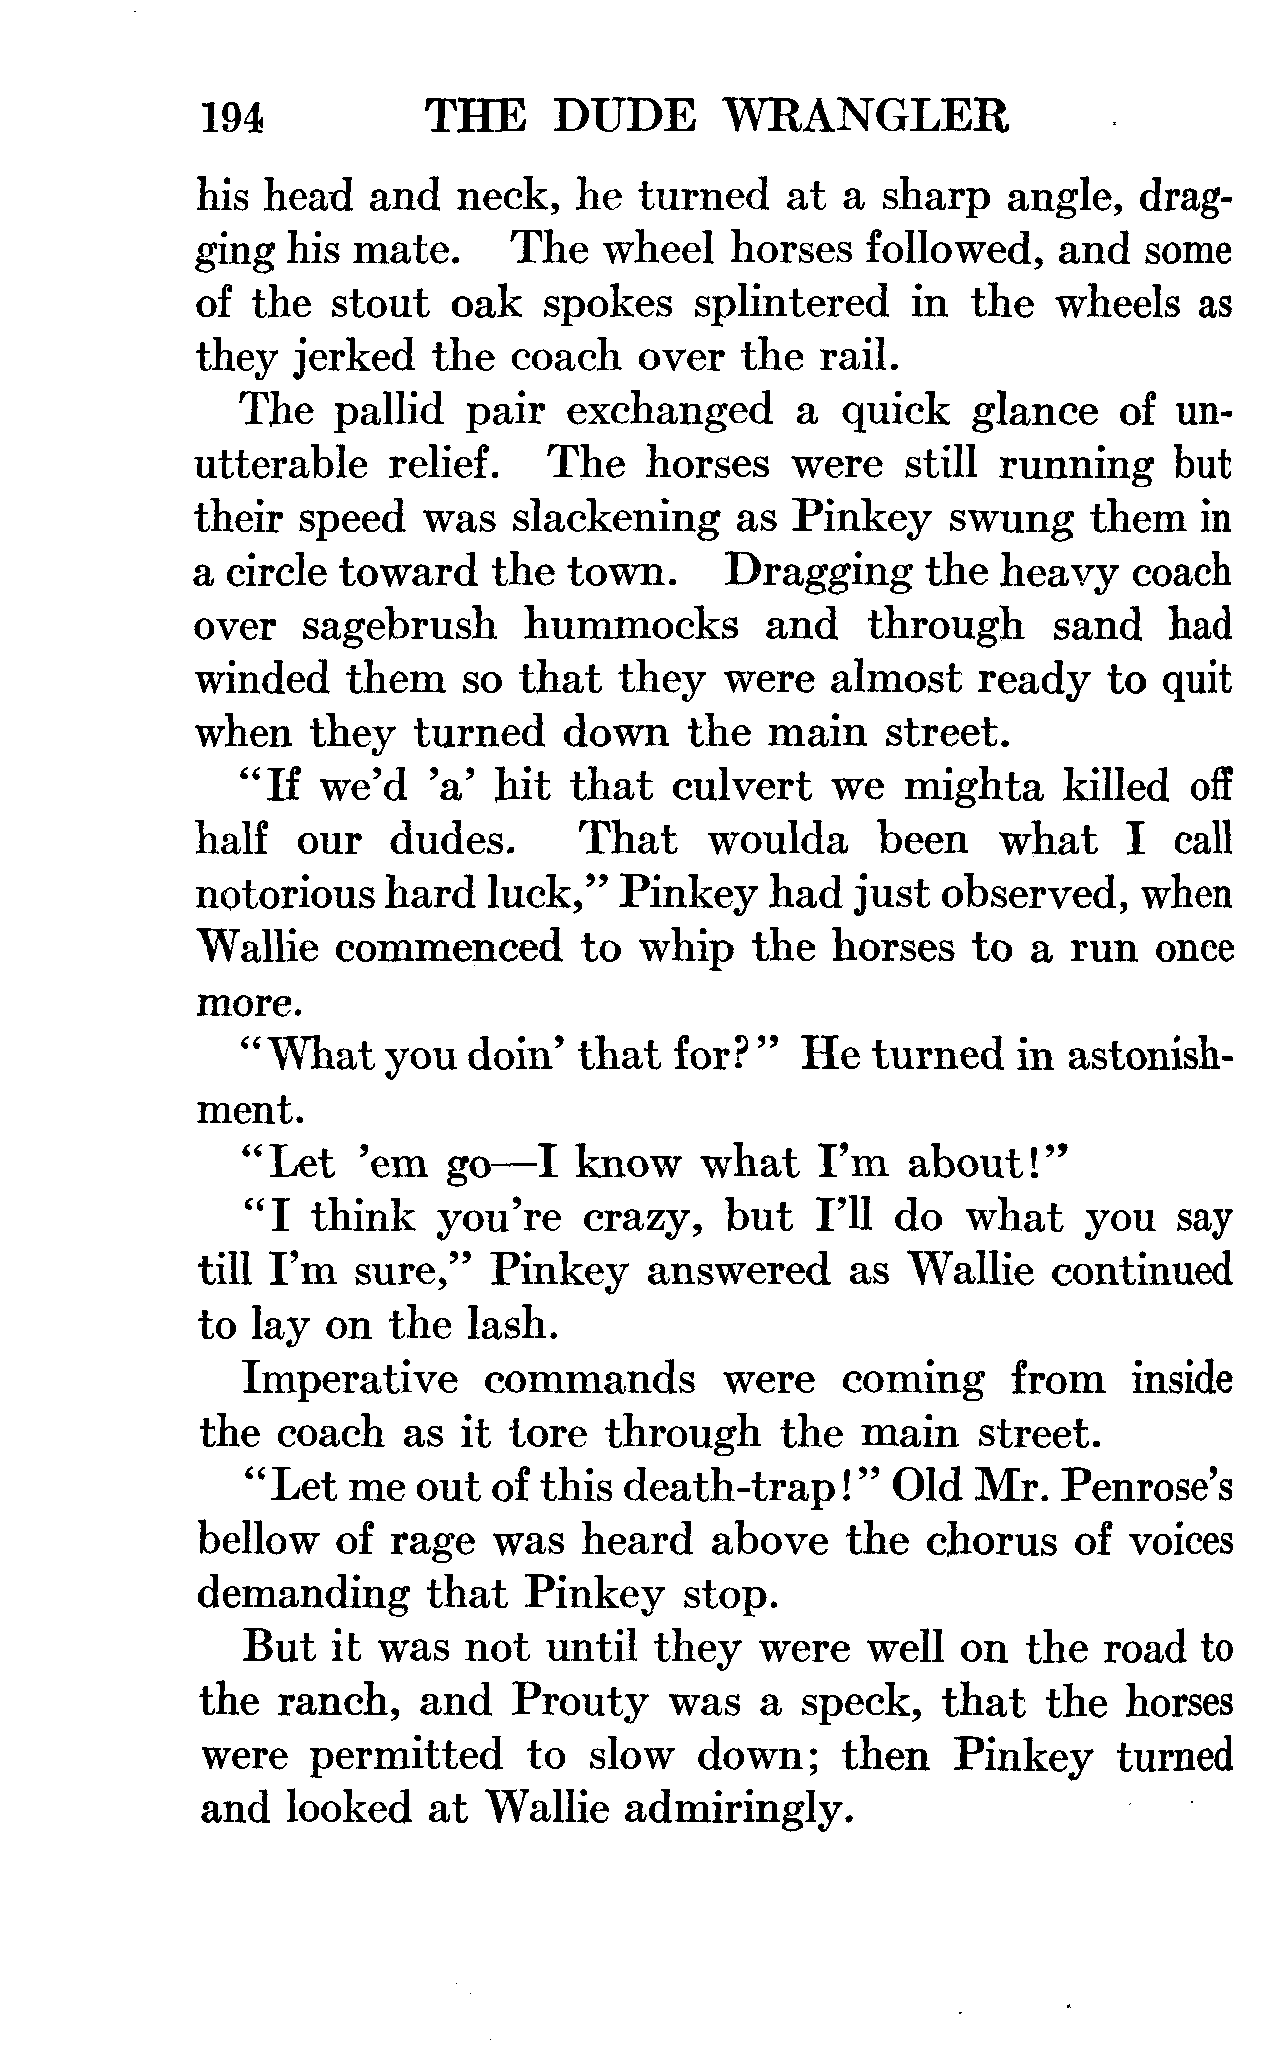 194 THE DUDE WRANGLER
his head and neck, he turned at a sharp angle, drag-
ging his mate. The wheel horses followed, and some
of the stout oak spokes splintered in the wheels as
they jerked the coach over the rail.
The pallid pair exchanged a quick glance of un-
utterable relief. The horses were still running but
their speed was slackening as Pinkey swung them in
a circle toward the town. Dragging the heavy coach
over sagebrush hummocks and through sand had
winded them so that they were almost ready to quit
when they turned down the main street.
“If we’d ’a’ hit that culvert we mighta killed off
half our dudes. That woulda been what I call
notorious hard luck,” Pinkey had just observed, when
Wallie commenced to whip the horses to a run once
more.
“What you doin’ that for?” He turned in astonish-
ment.
“Let ’em go—I know what I’m about!”
“I think you’re crazy, but I’ll do what you say
till I’m sure,” Pinkey answered as Wallie continued
to lay on the lash.
Imperative commands were coming from inside
the coach as it tore through the main street.
“Let me out of this death-trap!” Old Mr. Penrose’s
bellow of rage was heard above the chorus of voices
demanding that Pinkey stop.
But it was not until they were well on the road to
the ranch, and Prouty was a speck, that the horses
were permitted to slow down; then Pinkey turned
and looked at Wallie admiringly.